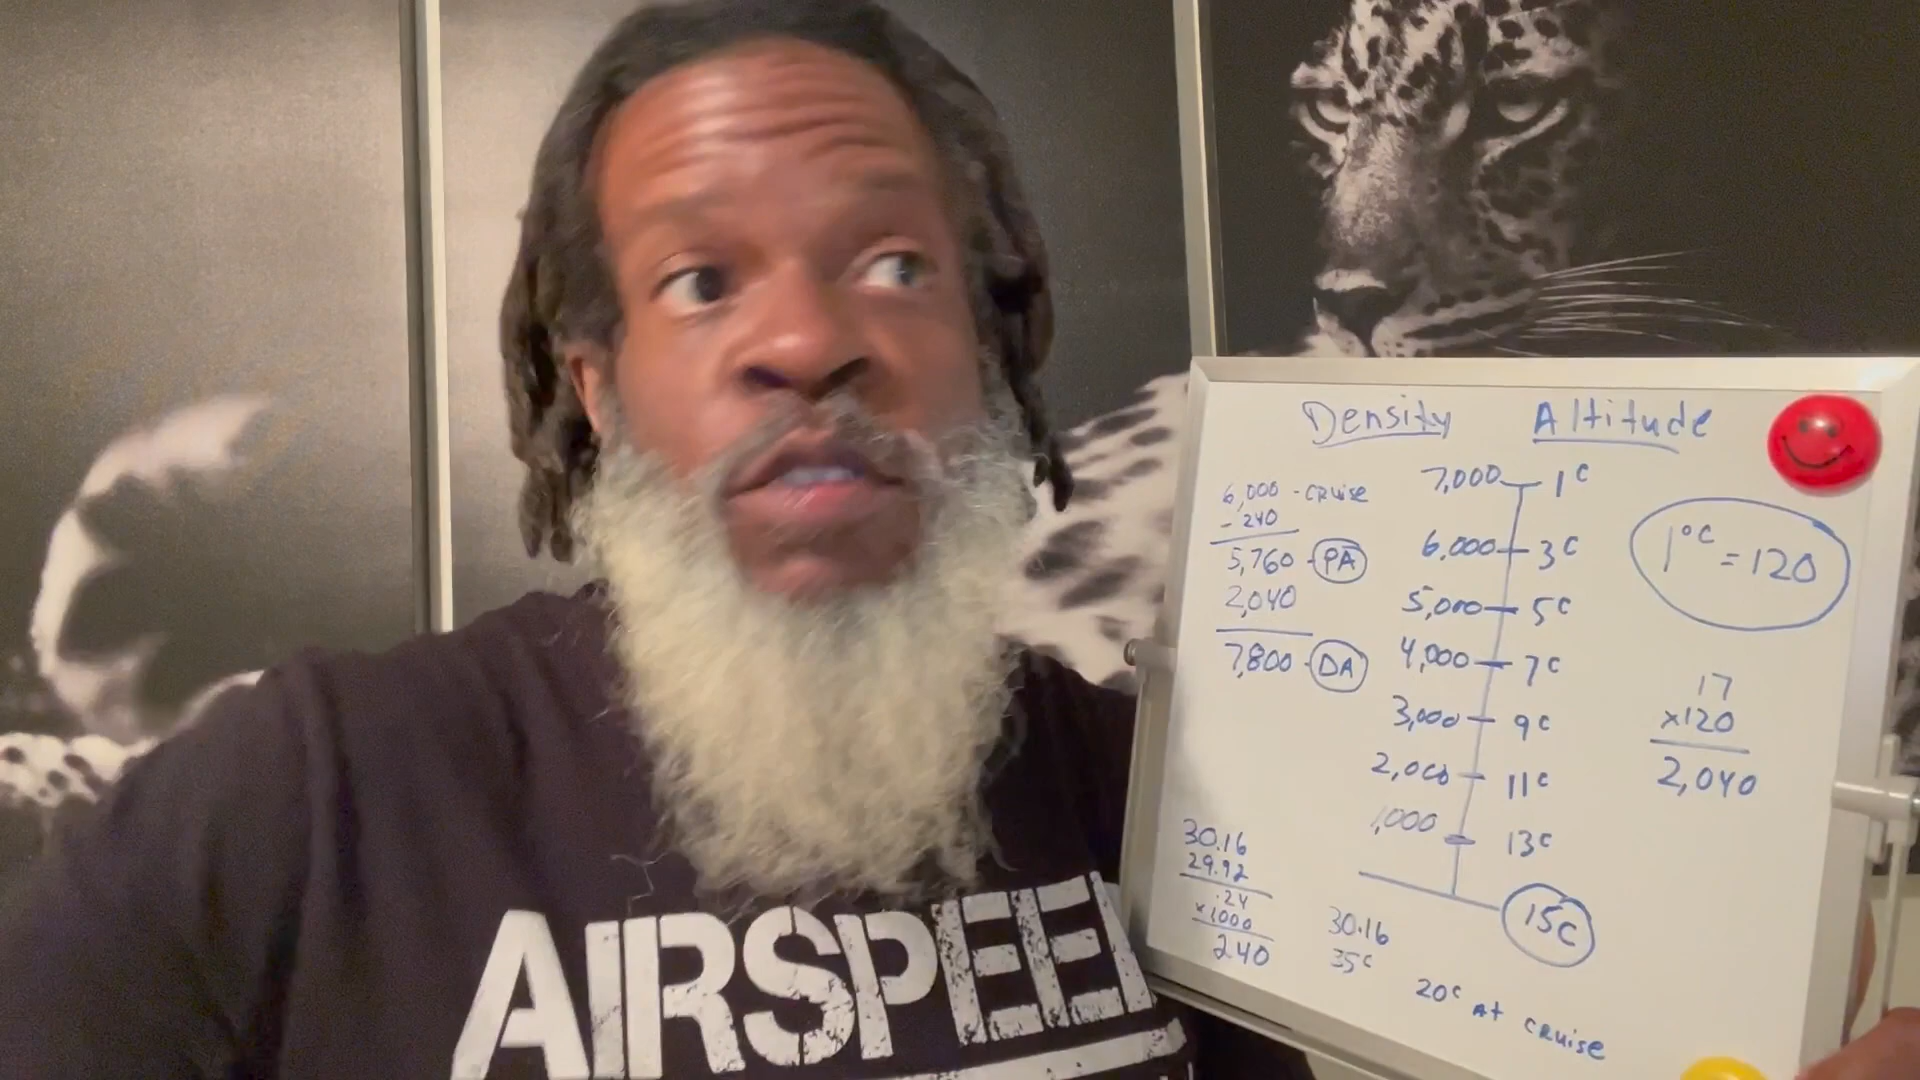 Density Altitude
6,000 - CRUISE
- 240
5,760 - PA
2,040
7,800 - DA
7,000 1 C
6,000 3 C
5,000 5 C
4,000 7 C
3,000 9 C
2,000 11 C
1,000 13 C
15 C
1°C = 120
17
x120
2,040
30.16
29.92
.24
x1000
240
30.16
35 C
20 C At CRuise
AIRSPEE